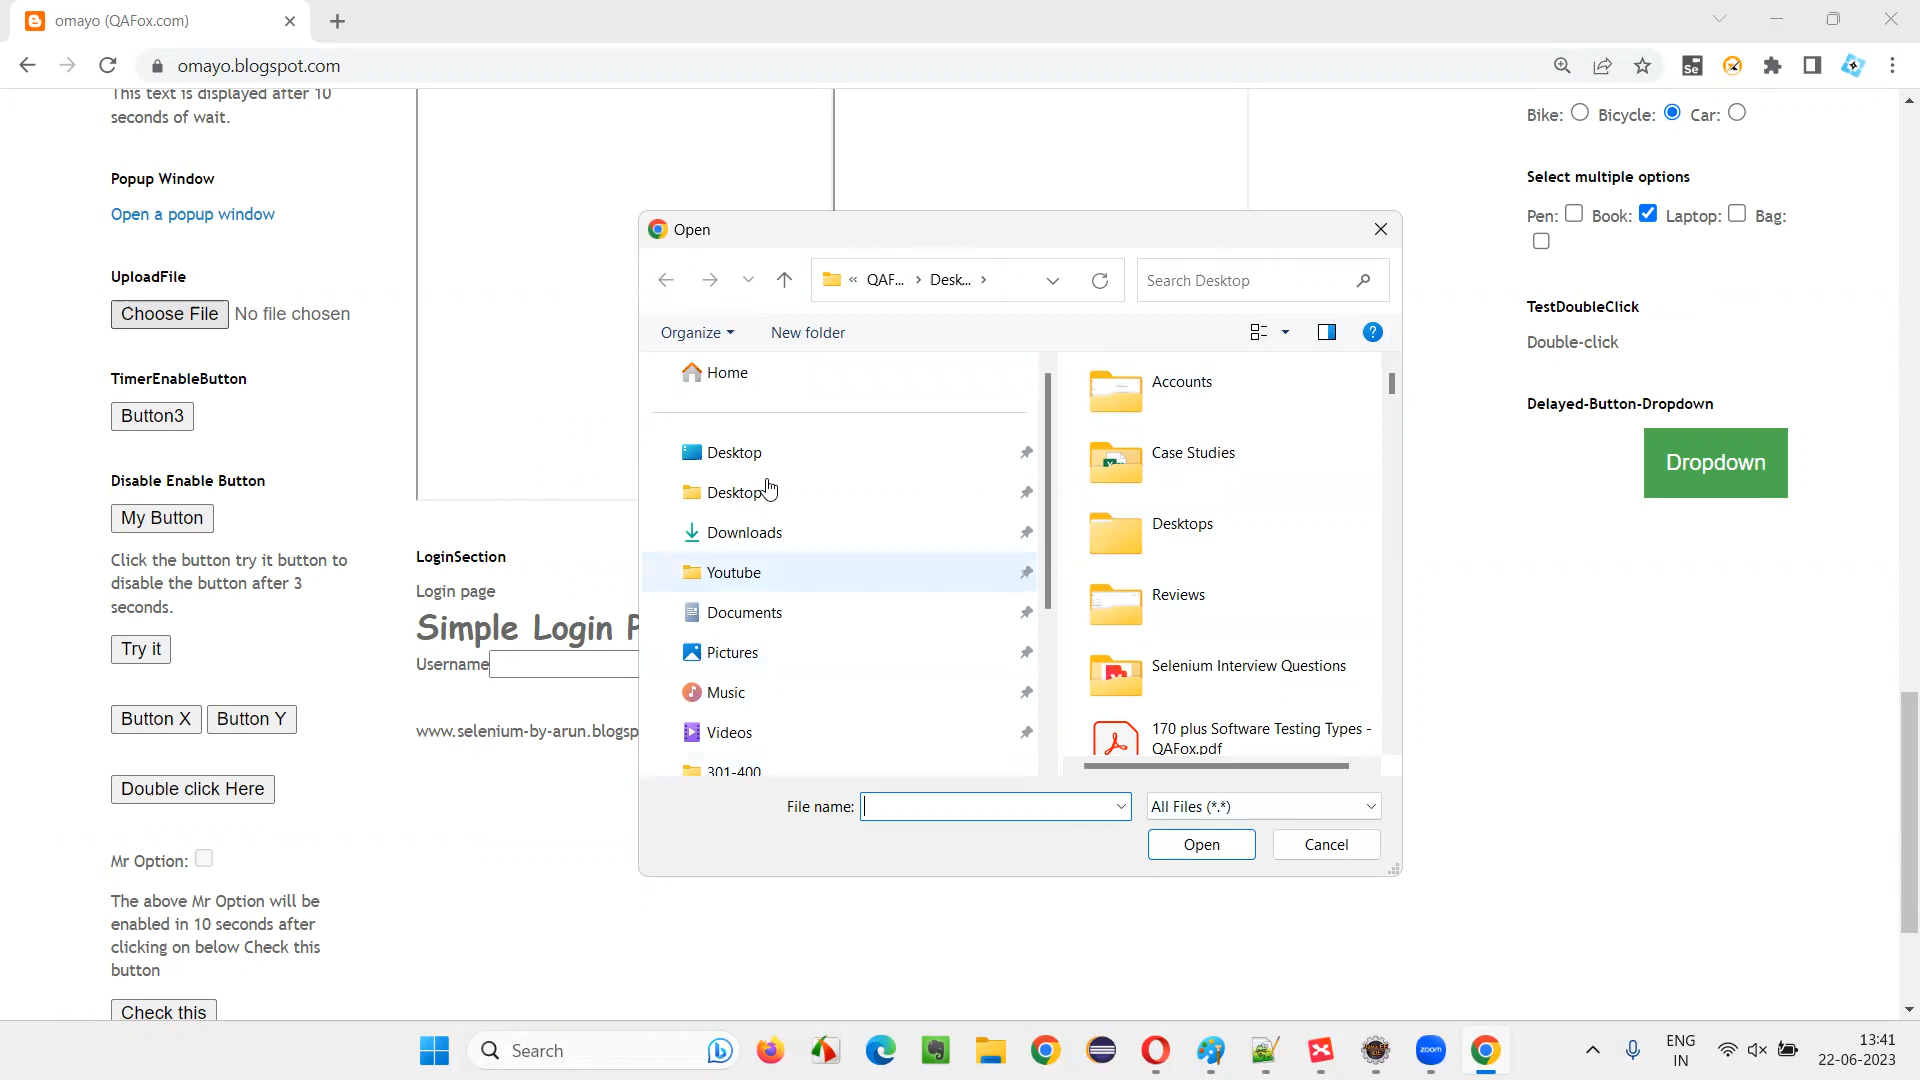 omayo (QAFox.com)
omayo.blogspot.com
This text is displayed after 10
seconds of wait.
Popup Window
Open a popup window
UploadFile
Choose File No file chosen
TimerEnableButton
Button3
Disable Enable Button
My Button
Click the button try it button to
disable the button after 3
seconds.
Try it
Button X Button Y
Double click Here
Mr Option:
The above Mr Option will be
enabled in 10 seconds after
clicking on below Check this
button
Check this
LoginSection
Login page
Simple Login P
Username
www.selenium-by-arun.blogsp
Open
« QAF... > Desk... >
Search Desktop
Organize
New folder
Home
Desktop
Desktop
Downloads
Youtube
Documents
Pictures
Music
Videos
301-400
Accounts
Case Studies
Desktops
Reviews
Selenium Interview Questions
170 plus Software Testing Types -
QAFox.pdf
File name:
All Files (*.*)
Open
Cancel
Bike: Bicycle: Car:
Select multiple options
Pen: Book: Laptop: Bag:
TestDoubleClick
Double-click
Delayed-Button-Dropdown
Dropdown
Search
zoom
ENG
IN
13:41
22-06-2023